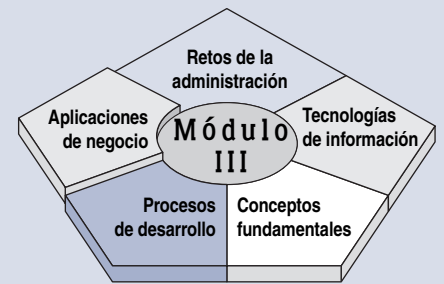 Retos de la
administración
Aplicaciones
de negocio
Módulo
III
Tecnologías
de información
Procesos
de desarrollo
Conceptos
fundamentales